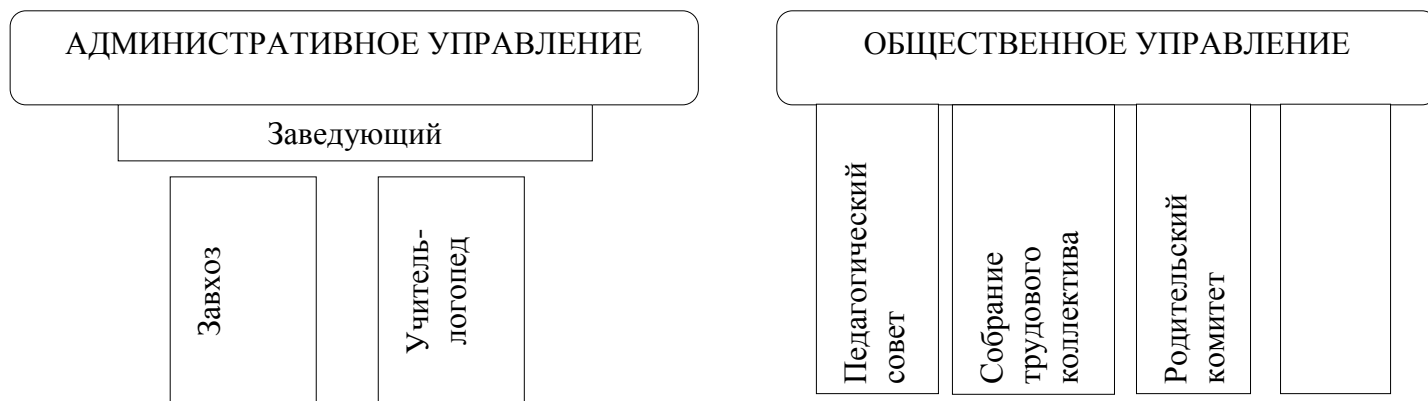 АДМИНИСТРАТИВНОЕ УПРАВЛЕНИЕ
Заведующий
Завхоз
Учитель-
логопед
ОБЩЕСТВЕННОЕ УПРАВЛЕНИЕ
Педагогический
совет
Собрание
трудового
коллектива
Родительский
комитет